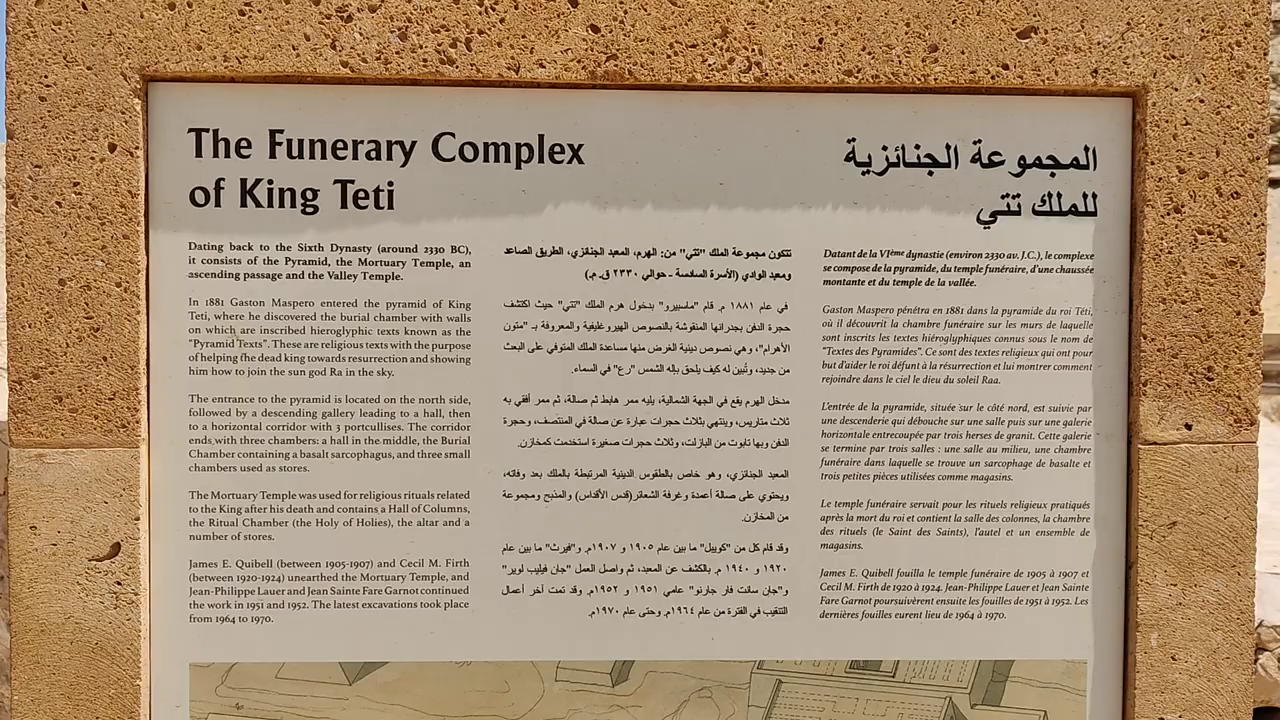 The Funerary Complex
of King Teti
المجموعة الجنائزية
للملك تتي
Dating back to the Sixth Dynasty (around 2330 BC),
it consists of the Pyramid, the Mortuary Temple, an
ascending passage and the Valley Temple.
In 1881 Gaston Maspero entered the pyramid of King
Teti, where he discovered the burial chamber with walls
on which are inscribed hieroglyphic texts known as the
“Pyramid Texts”. These are religious texts with the purpose
of helping the dead king towards resurrection and showing
him how to join the sun god Ra in the sky.
The entrance to the pyramid is located on the north side,
followed by a descending gallery leading to a hall, then
to a horizontal corridor with 3 portcullises. The corridor
ends with three chambers: a hall in the middle, the Burial
Chamber containing a basalt sarcophagus, and three small
chambers used as stores.
The Mortuary Temple was used for religious rituals related
to the King after his death and contains a Hall of Columns,
the Ritual Chamber (the Holy of Holies), the altar and a
number of stores.
James E. Quibell (between 1905-1907) and Cecil M. Firth
(between 1920-1924) unearthed the Mortuary Temple, and
Jean-Philippe Lauer and Jean Sainte Fare Garnot continued
the work in 1951 and 1952. The latest excavations took place
from 1964 to 1970.
تتكون مجموعة الملك "تتي" من: الهرم، المعبد الجنائزي، الطريق الصاعد
ومعبد الوادي (الأسرة السادسة - حوالي ٢٣٣٠ ق. م.)
في عام ١٨٨١ م. قام "ماسبيرو" بدخول هرم الملك "تتي" حيث اكتشف
حجرة الدفن بجدرانها المنقوشة بالنصوص الهيروغليفية والمعروفة بـ "متون
الأهرام"، وهي نصوص دينية الغرض منها مساعدة الملك المتوفي على البعث
من جديد، وتُبين له كيف يلحق بإله الشمس "رع" في السماء.
مدخل الهرم يقع في الجهة الشمالية، يليه ممر هابط ثم صالة، ثم ممر أفقي به
ثلاث متاريس، وينتهي بثلاث حجرات عبارة عن صالة في المنتصف، وحجرة
الدفن وبها تابوت من البازلت، وثلاث حجرات صغيرة استخدمت كمخازن.
المعبد الجنائزي، وهو خاص بالطقوس الدينية المرتبطة بالملك بعد وفاته،
ويحتوي على صالة أعمدة وغرفة الشعائر(قدس الأقداس) والمذبح ومجموعة
من المخازن.
وقد قام كل من "كويبل" ما بين عام ١٩٠٥ و ١٩٠٧م. و"فيرث" ما بين عام
١٩٢٠ و ١٩٤٠ م. بالكشف عن المعبد، ثم واصل العمل "جان فيليب لوير"
و"جان سانت فار جارنو" عامي ١٩٥١ و ١٩٥٢م. وقد تمت آخر أعمال
التنقيب في الفترة من عام ١٩٦٤م. وحتى عام ١٩٧٠م.
Datant de la VIème dynastie (environ 2330 av. J.C.), le complexe
se compose de la pyramide, du temple funéraire, d'une chaussée
montante et du temple de la vallée.
Gaston Maspero pénétra en 1881 dans la pyramide du roi Téti,
où il découvrit la chambre funéraire sur les murs de laquelle
sont inscrits les textes hiéroglyphiques connus sous le nom de
“Textes des Pyramides”. Ce sont des textes religieux qui ont pour
but d'aider le roi défunt à la résurrection et lui montrer comment
rejoindre dans le ciel le dieu du soleil Raa.
L'entrée de la pyramide, située sur le côté nord, est suivie par
une descenderie qui débouche sur une salle puis sur une galerie
horizontale entrecoupée par trois herses de granit. Cette galerie
se termine par trois salles : une salle au milieu, une chambre
funéraire dans laquelle se trouve un sarcophage de basalte et
trois petites pièces utilisées comme magasins.
Le temple funéraire servait pour les rituels religieux pratiqués
après la mort du roi et contient la salle des colonnes, la chambre
des rituels (le Saint des Saints), l'autel et un ensemble de
magasins.
James E. Quibell fouilla le temple funéraire de 1905 à 1907 et
Cecil M. Firth de 1920 à 1924. Jean-Philippe Lauer et Jean Sainte
Fare Garnot poursuivèrent ensuite les fouilles de 1951 à 1952. Les
dernières fouilles eurent lieu de 1964 à 1970.